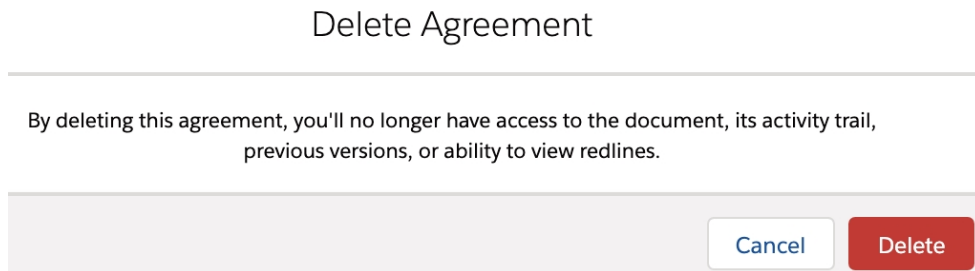 Delete Agreement
By deleting this agreement, you'll no longer have access to the document, its activity trail,
previous versions, or ability to view redlines.
Cancel
Delete